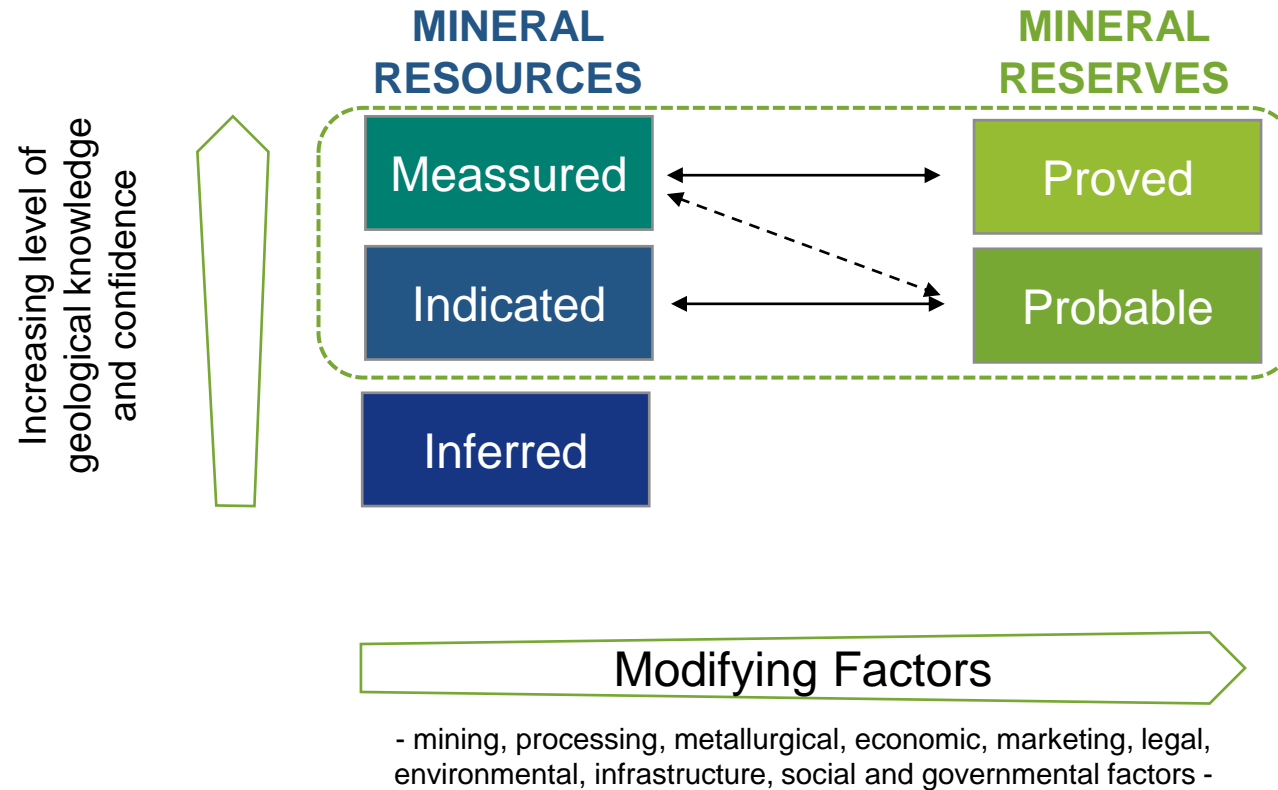 MINERAL
RESOURCES
MINERAL
RESERVES
Increasing level of
geological knowledge
and confidence
Meassured
Proved
Indicated
Probable
Inferred
Modifying Factors
- mining, processing, metallurgical, economic, marketing, legal,
environmental, infrastructure, social and governmental factors -